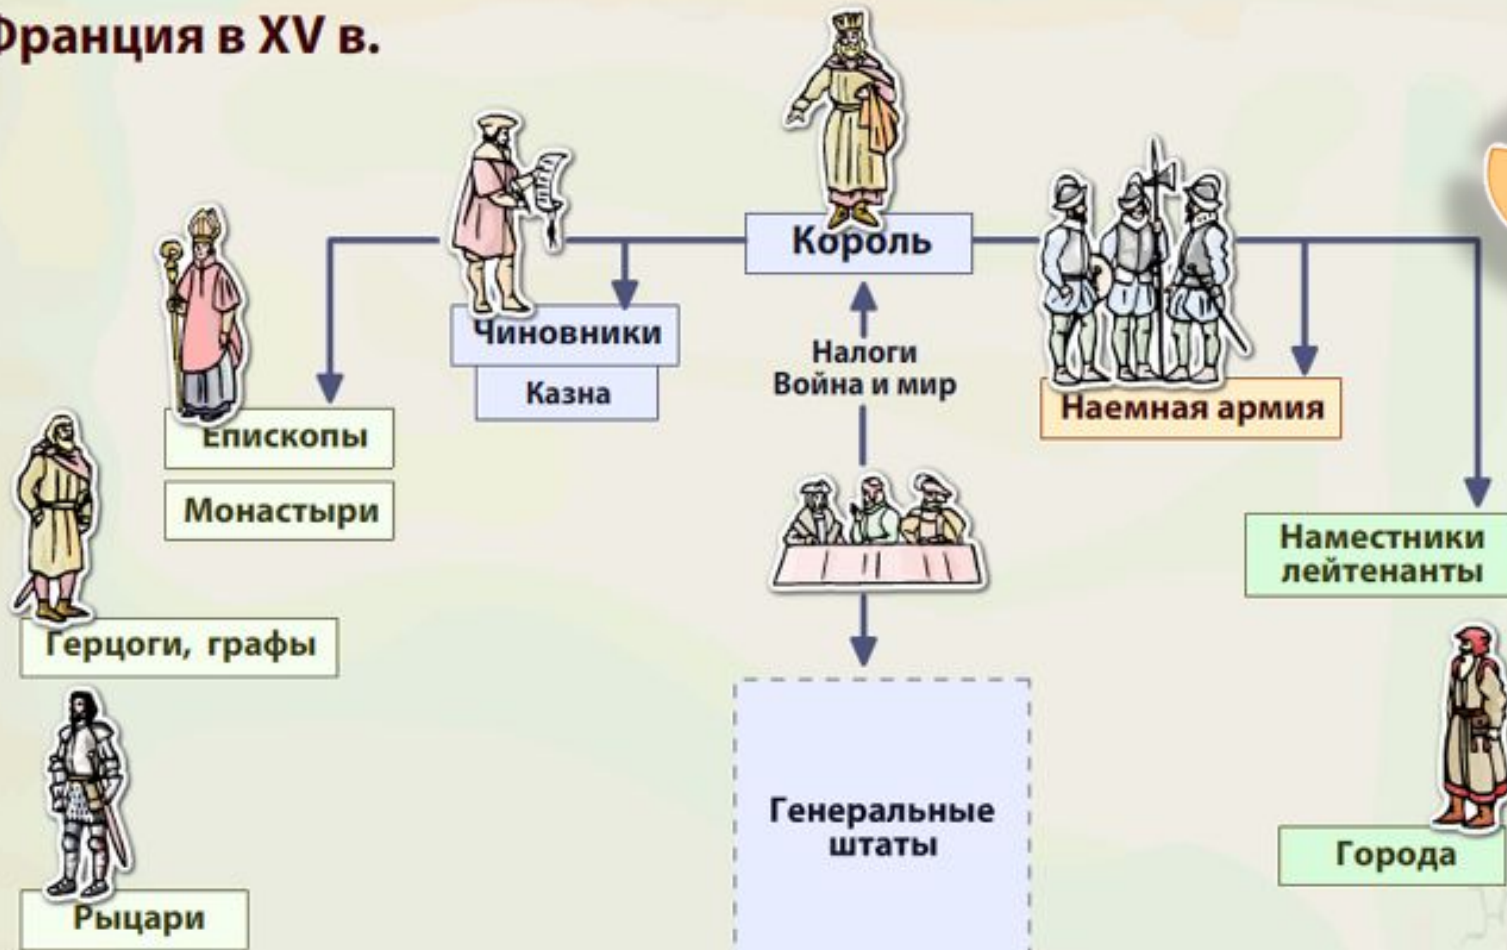 Франция в XV в.
Король
Чиновники
Казна
Налоги
Война и мир
Наемная армия
Епископы
Монастыри
Наместники
лейтенанты
Герцоги, графы
Генеральные
штаты
Города
Рыцари